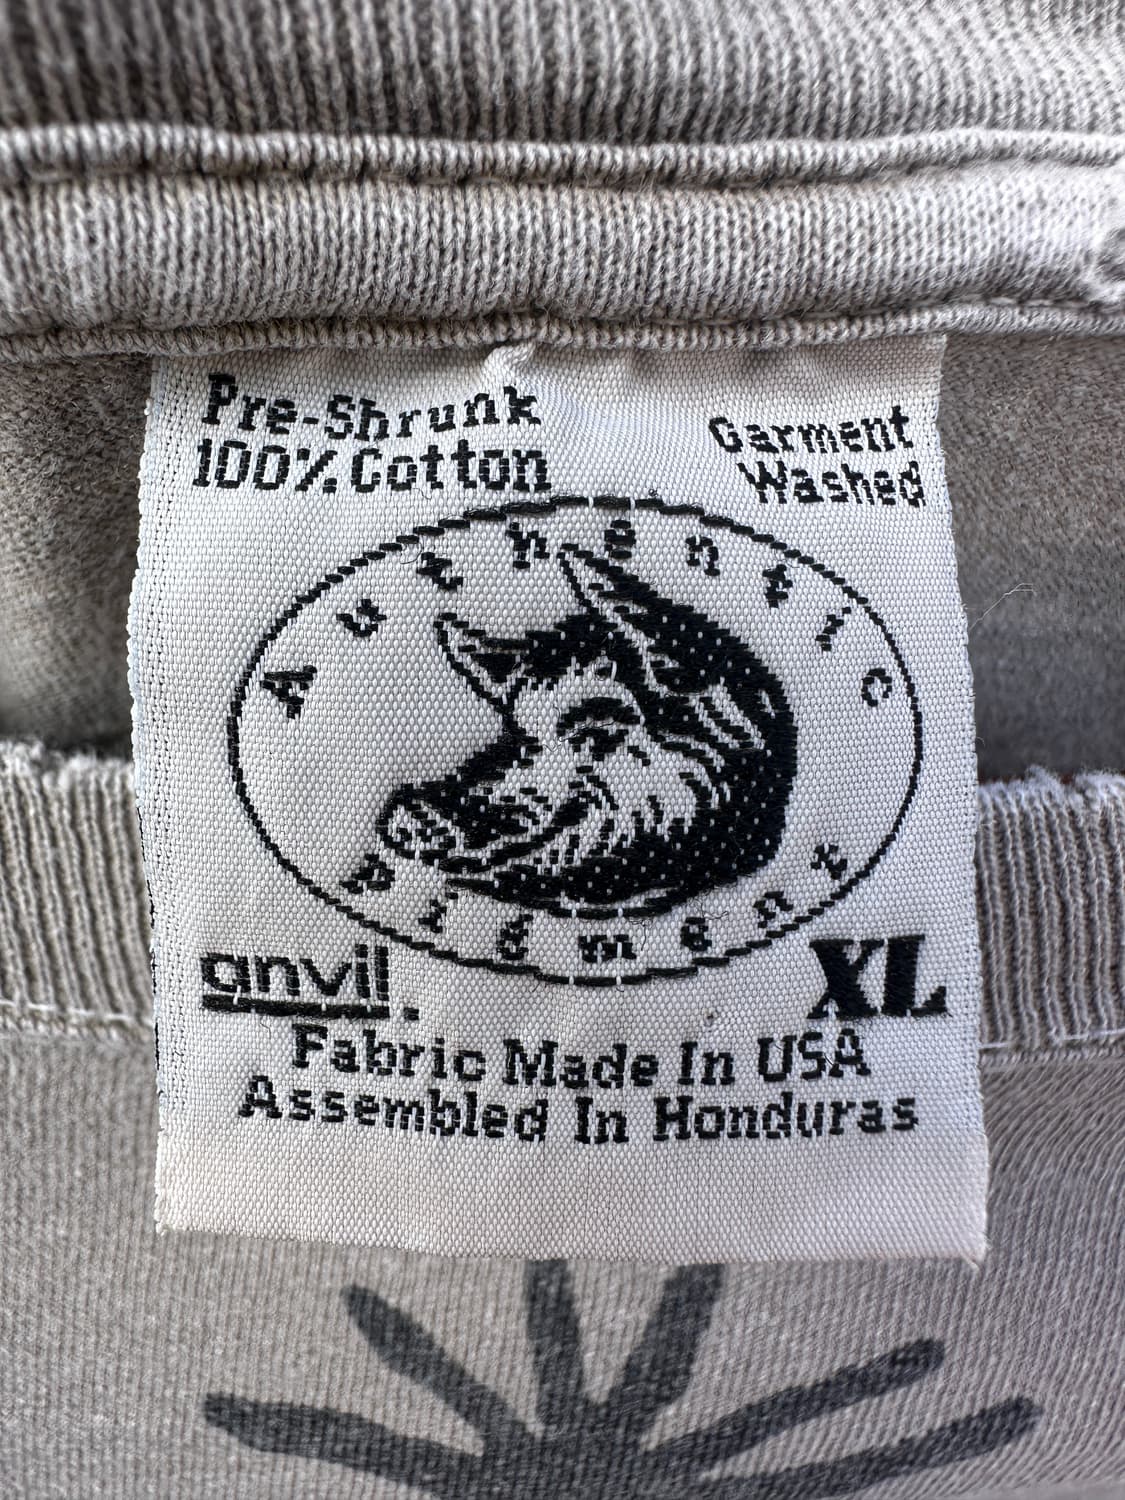 Pre-Shrunk
100% Cotton
Garment
Washed
Authentic
Pigment
anvil.
XL
Fabric Made In USA
Assembled In Honduras